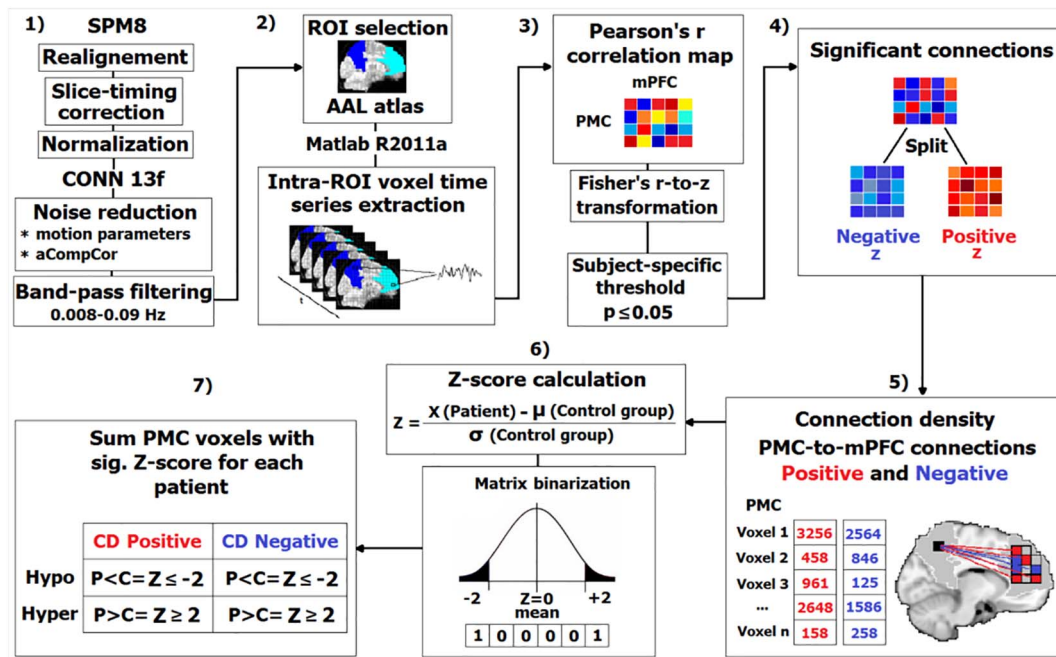 1)
SPM8
Realignement
Slice-timing
correction
Normalization
CONN 13f
Noise reduction
* motion parameters
* aCompCor
Band-pass filtering
0.008-0.09 Hz
2)
ROI selection
AAL atlas
Matlab R2011a
Intra-ROI voxel time
series extraction
t
3)
Pearson's r
correlation map
mPFC
PMC
Fisher's r-to-z
transformation
Subject-specific
threshold
p ≤ 0.05
4)
Significant connections
Split
Negative
z
Positive
z
5)
Connection density
PMC-to-mPFC connections
Positive and Negative
PMC
Voxel 1 3256 2564
Voxel 2 458 846
Voxel 3 961 125
... 2648 1586
Voxel n 158 258
6)
Z-score calculation
Z = X (Patient) - μ (Control group)
σ (Control group)
Matrix binarization
-2 Z=0 +2
mean
1 0 0 0 0 0 1
7)
Sum PMC voxels with
sig. Z-score for each
patient
CD Positive CD Negative
Hypo P<C= Z ≤ -2 P<C= Z ≤ -2
Hyper P>C= Z ≥ 2 P>C= Z ≥ 2